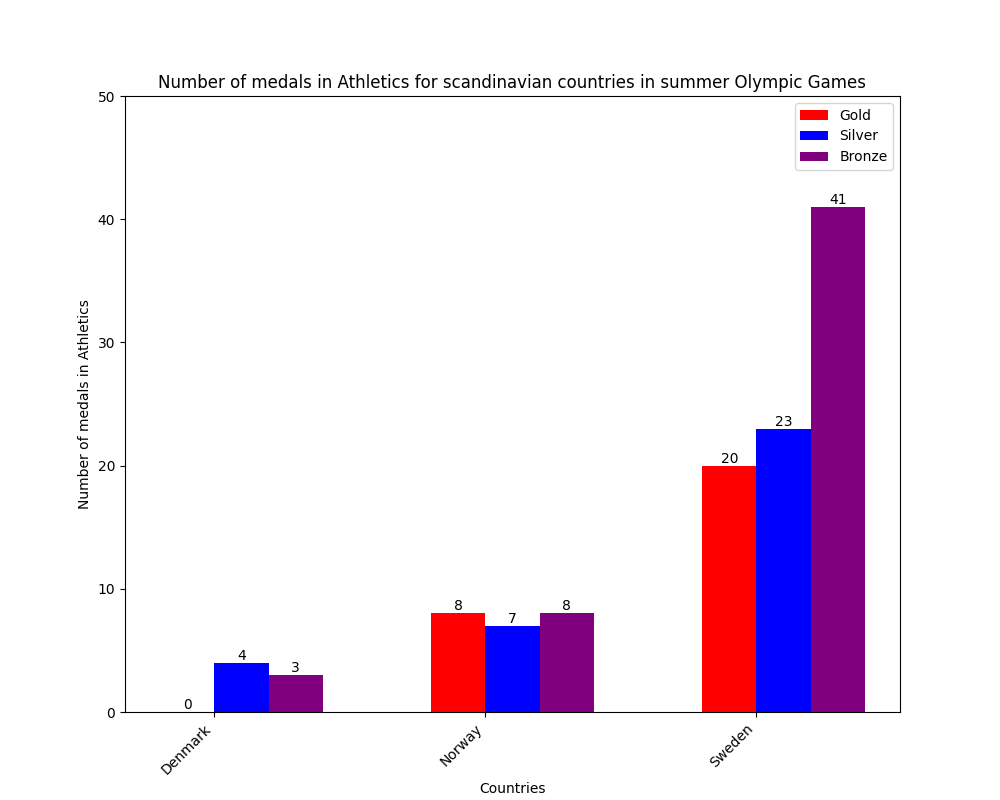 Number of medals in Athletics for scandinavian countries in summer Olympic Games
50
40
30
20
10
0
Number of medals in Athletics
Gold
Silver
Bronze
0
4
3
8
7
8
20
23
41
Denmark
Norway
Sweden
Countries